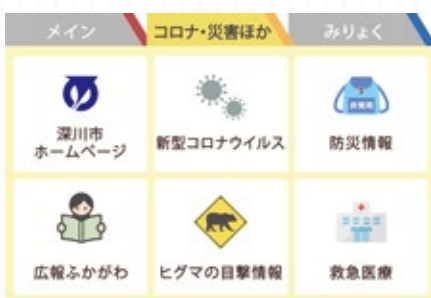 メイン
コロナ・災害ほか
みりょく
深川市
ホームページ
新型コロナウイルス
防災情報
広報ふかがわ
ヒグマの目撃情報
救急医療